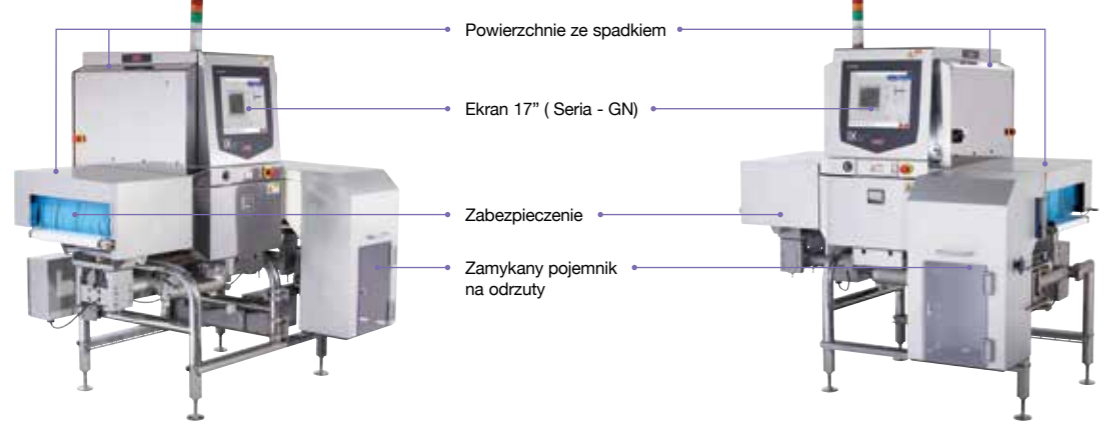 Powierzchnie ze spadkiem
Ekran 17” ( Seria - GN)
Zabezpieczenie
Zamykany pojemnik
na odrzuty